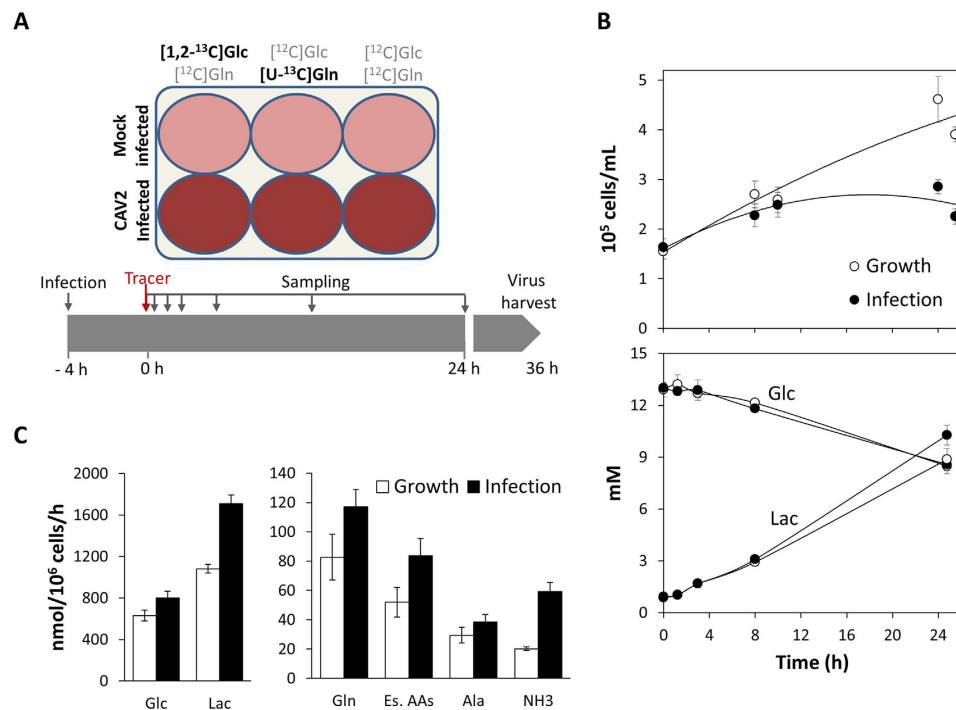 A
[1,2-¹³C]Glc [¹²C]Glc [¹²C]Glc
[¹²C]Gln [U-¹³C]Gln [¹²C]Gln
Mock
infected
CAV2
Infected
Infection Tracer Sampling Virus
harvest
- 4 h 0 h 24 h 36 h
B
10⁵ cells/mL
5
4
3
2
1
0
Growth
Infection
mM
15
12
9
6
3
0
Glc
Lac
0 4 8 12 16 20 24
Time (h)
C
nmol/10⁶ cells/h
2000
1600
1200
800
400
0
Glc Lac
140
120
100
80
60
40
20
0
Growth Infection
Gln Es. AAs Ala NH3